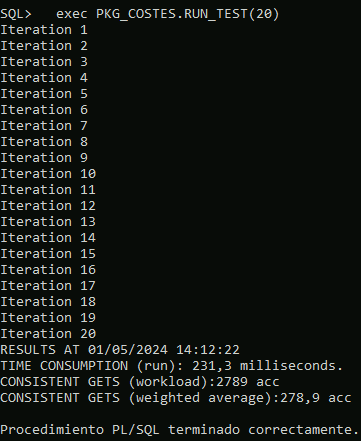 SQL>   exec PKG_COSTES.RUN_TEST(20)
Iteration 1
Iteration 2
Iteration 3
Iteration 4
Iteration 5
Iteration 6
Iteration 7
Iteration 8
Iteration 9
Iteration 10
Iteration 11
Iteration 12
Iteration 13
Iteration 14
Iteration 15
Iteration 16
Iteration 17
Iteration 18
Iteration 19
Iteration 20
RESULTS AT 01/05/2024 14:12:22
TIME CONSUMPTION (run): 231,3 milliseconds.
CONSISTENT GETS (workload):2789 acc
CONSISTENT GETS (weighted average):278,9 acc
Procedimiento PL/SQL terminado correctamente.